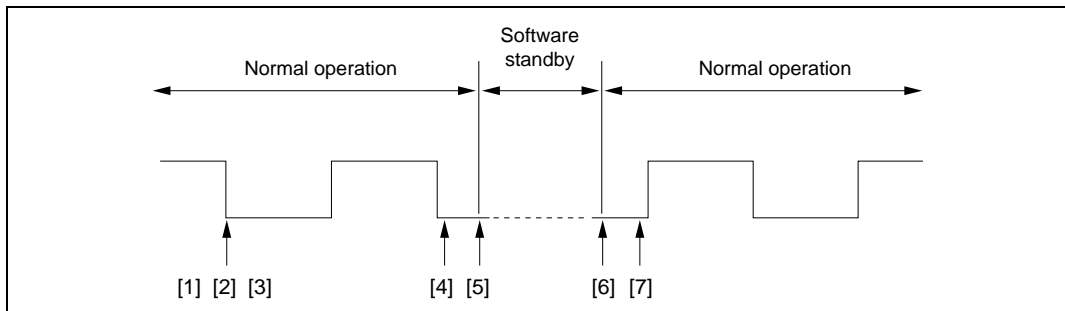 Software
standby
Normal operation
Normal operation
[1] [2] [3]
[4] [5]
[6] [7]